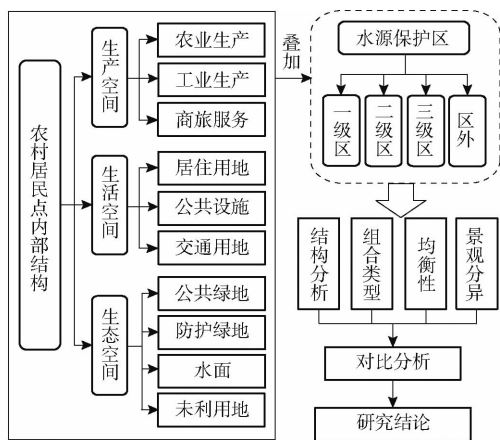 农村居民点内部结构
生产空间
农业生产
工业生产
商旅服务
生活空间
居住用地
公共设施
交通用地
生态空间
公共绿地
防护绿地
水面
未利用地
叠加
水源保护区
一级区
二级区
三级区
区外
结构分析
组合类型
均衡性
景观分异
对比分析
研究结论